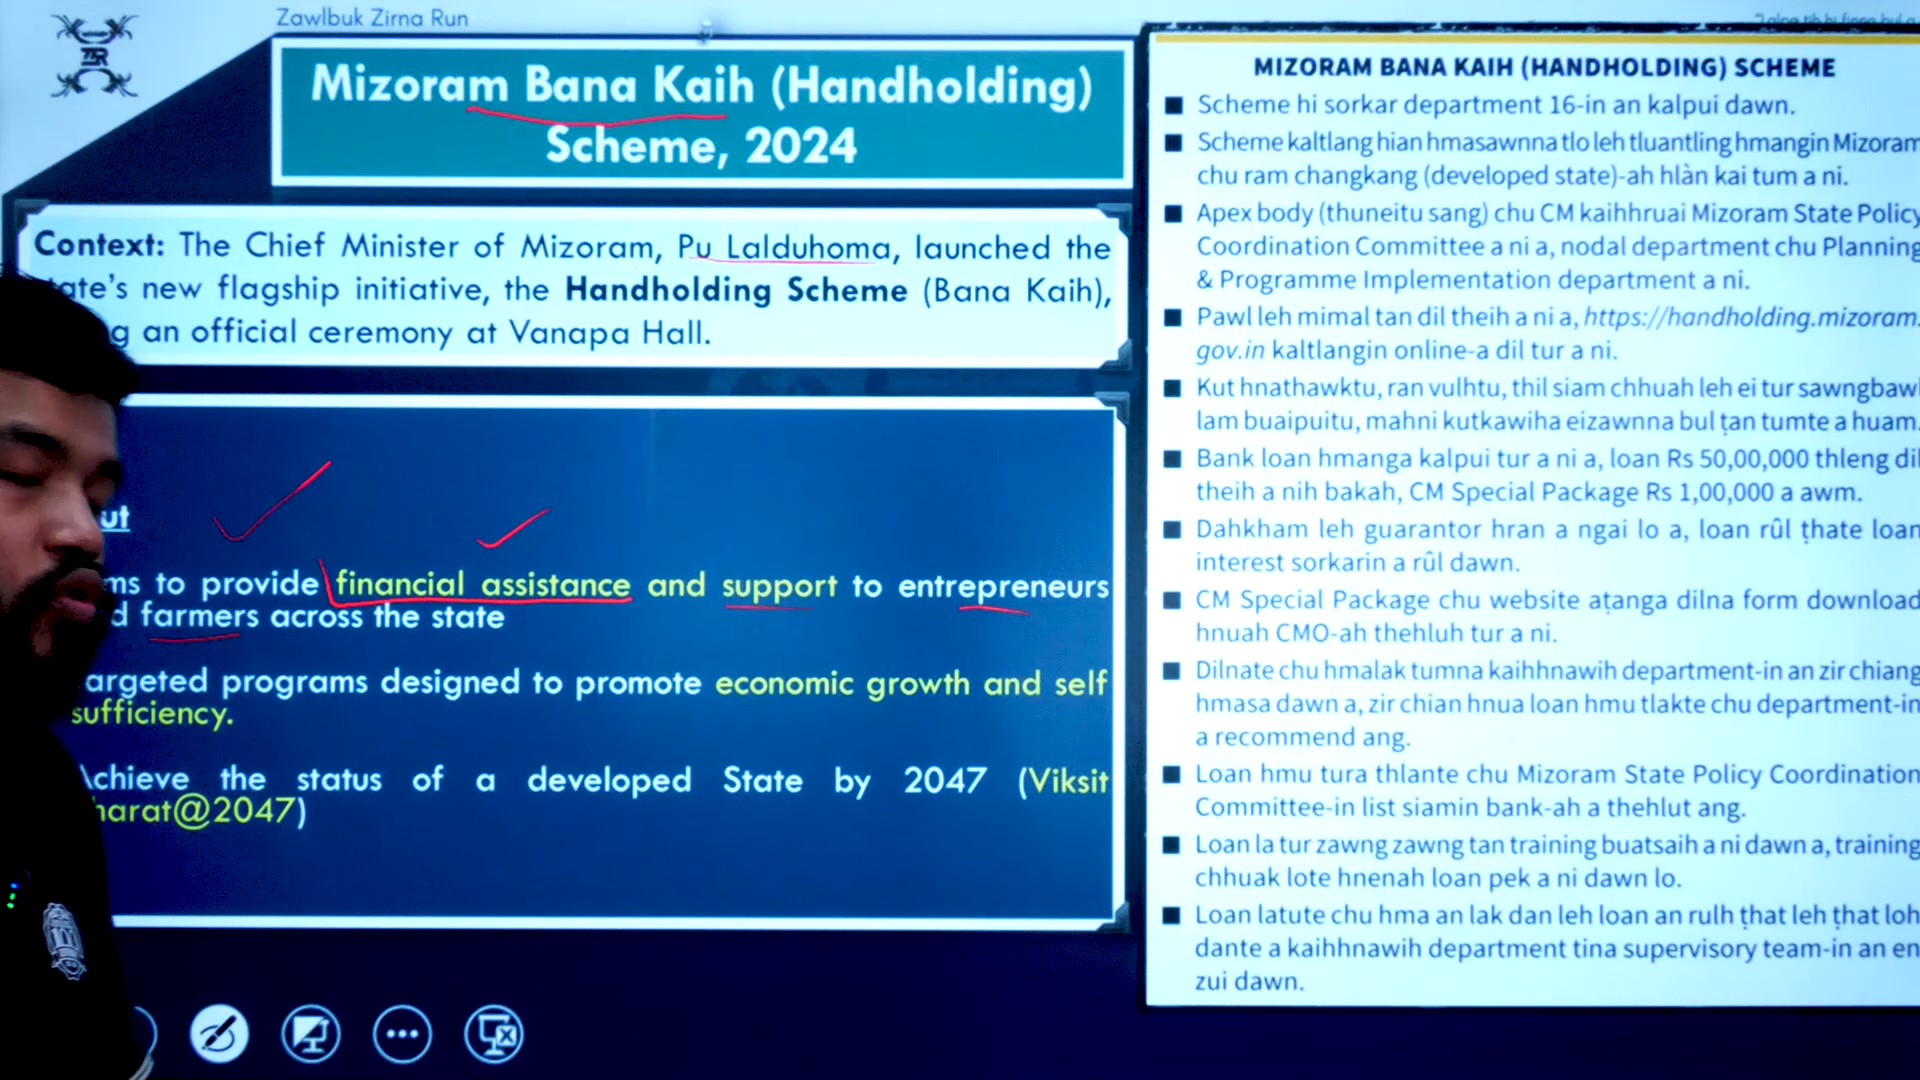 Zawlbuk Zirna Run
Mizoram Bana Kaih (Handholding)
Scheme, 2024
Context: The Chief Minister of Mizoram, Pu Lalduhoma, launched the
ate's new flagship initiative, the Handholding Scheme (Bana Kaih),
g an official ceremony at Vanapa Hall.
ut
ms to provide financial assistance and support to entrepreneurs
d farmers across the state
argeted programs designed to promote economic growth and self
sufficiency.
Achieve the status of a developed State by 2047 (Viksit
harat@2047)
MIZORAM BANA KAIH (HANDHOLDING) SCHEME
■ Scheme hi sorkar department 16-in an kalpui dawn.
■ Scheme kaltlang hian hmasawnna tlo leh tluantling hmangin Mizoram
chu ram changkang (developed state)-ah hlàn kai tum a ni.
■ Apex body (thuneitu sang) chu CM kaihhruai Mizoram State Policy
Coordination Committee a ni a, nodal department chu Planning
& Programme Implementation department a ni.
■ Pawl leh mimal tan dil theih a ni a, https://handholding.mizoram.
gov.in kaltlangin online-a dil tur a ni.
■ Kut hnathawktu, ran vulhtu, thil siam chhuah leh ei tur sawngbawl
lam buaipuitu, mahni kutkawiha eizawnna bul ṭan tumte a huam.
■ Bank loan hmanga kalpui tur a ni a, loan Rs 50,00,000 thleng dil
theih a nih bakah, CM Special Package Rs 1,00,000 a awm.
■ Dahkham leh guarantor hran a ngai lo a, loan rûl ṭhate loan
interest sorkarin a rûl dawn.
■ CM Special Package chu website aṭanga dilna form download
hnuah CMO-ah thehluh tur a ni.
■ Dilnate chu hmalak tumna kaihhnawih department-in an zir chiang
hmasa dawn a, zir chian hnua loan hmu tlakte chu department-in
a recommend ang.
■ Loan hmu tura thlante chu Mizoram State Policy Coordination
Committee-in list siamin bank-ah a thehlut ang.
■ Loan la tur zawng zawng tan training buatsaih a ni dawn a, training
chhuak lote hnenah loan pek a ni dawn lo.
■ Loan latute chu hma an lak dan leh loan an rulh ṭhat leh ṭhat loh
dante a kaihhnawih department tina supervisory team-in an en
zui dawn.